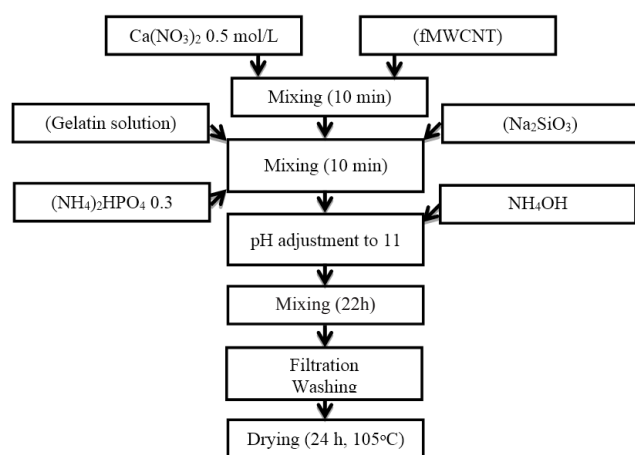 Ca(NO₃)₂ 0.5 mol/L
(fMWCNT)
Mixing (10 min)
(Gelatin solution)
(Na₂SiO₃)
Mixing (10 min)
(NH₄)₂HPO₄ 0.3
NH₄OH
pH adjustment to 11
Mixing (22h)
Filtration
Washing
Drying (24 h, 105ᵒC)